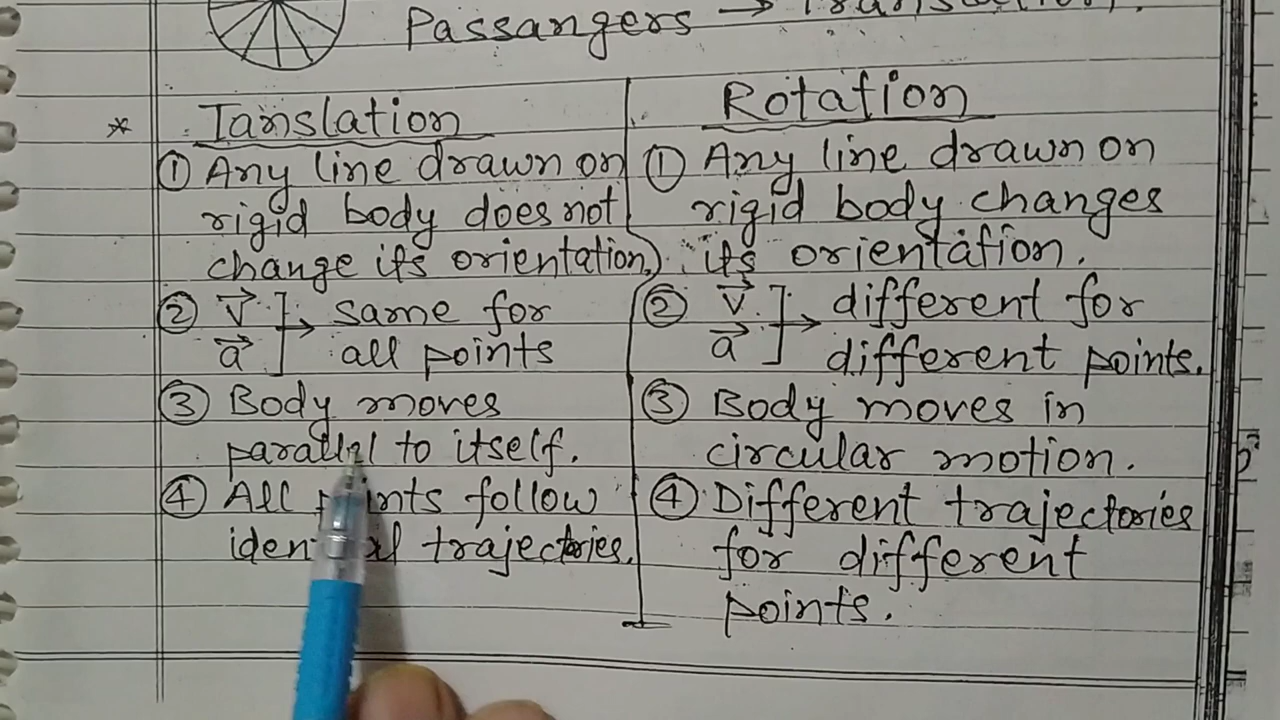 Passangers → Translation.
* Tanslation
① Any line drawn on
rigid body does not
change its orientation.
② v⃗ ] → same for
a⃗ ] all points
③ Body moves
parallel to itself.
④ All points follow
identical trajectories.
Rotation
① Any line drawn on
rigid body changes
its orientation.
② v⃗ ] → different for
a⃗ ] different points.
③ Body moves in
circular motion.
④ Different trajectories
for different
points.